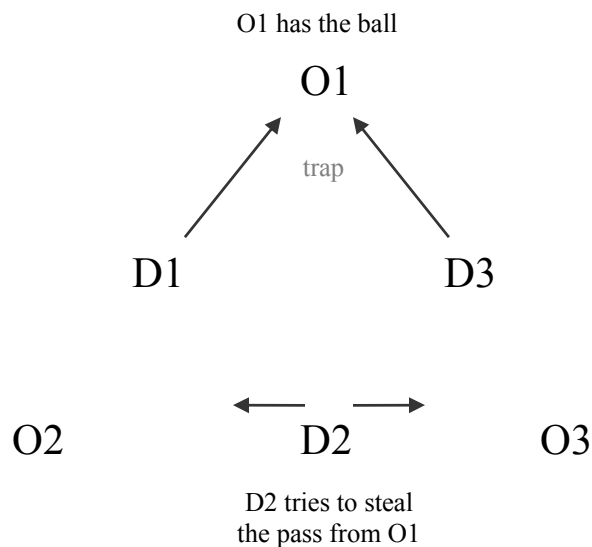 O1 has the ball
O1
trap
D1 D3
O2 D2 O3
D2 tries to steal
the pass from O1